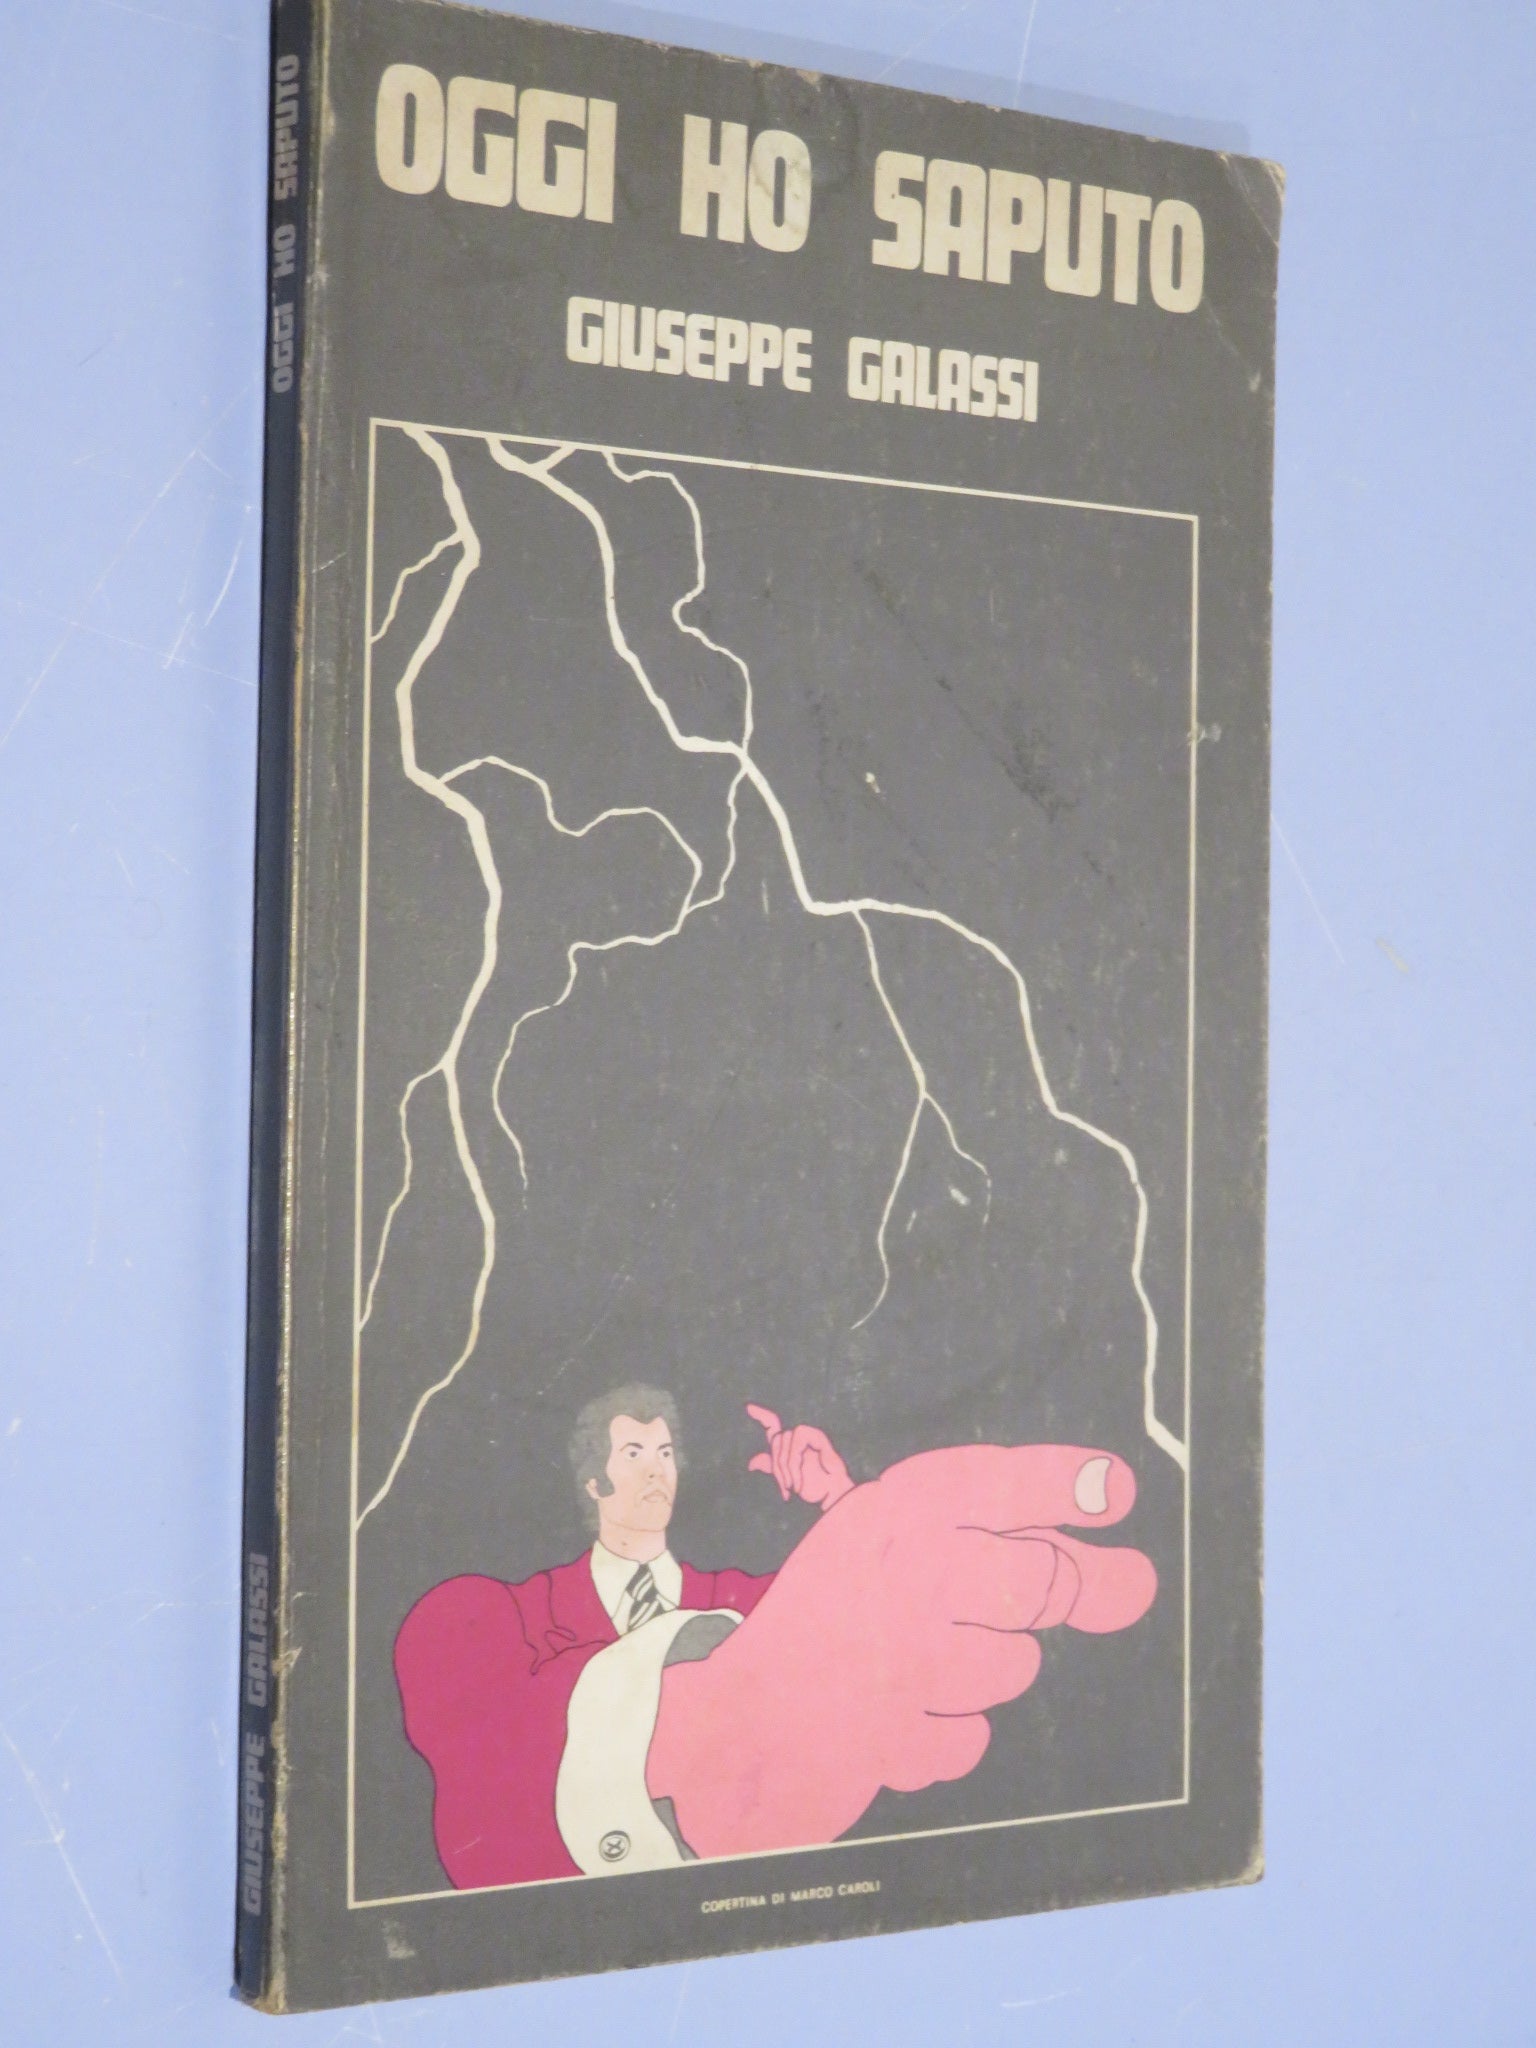 OGGI HO SAPUTO
GIUSEPPE GALASSI
COPERTINA DI MARCO CAROLI
OGGI HO SAPUTO
GIUSEPPE GALASSI